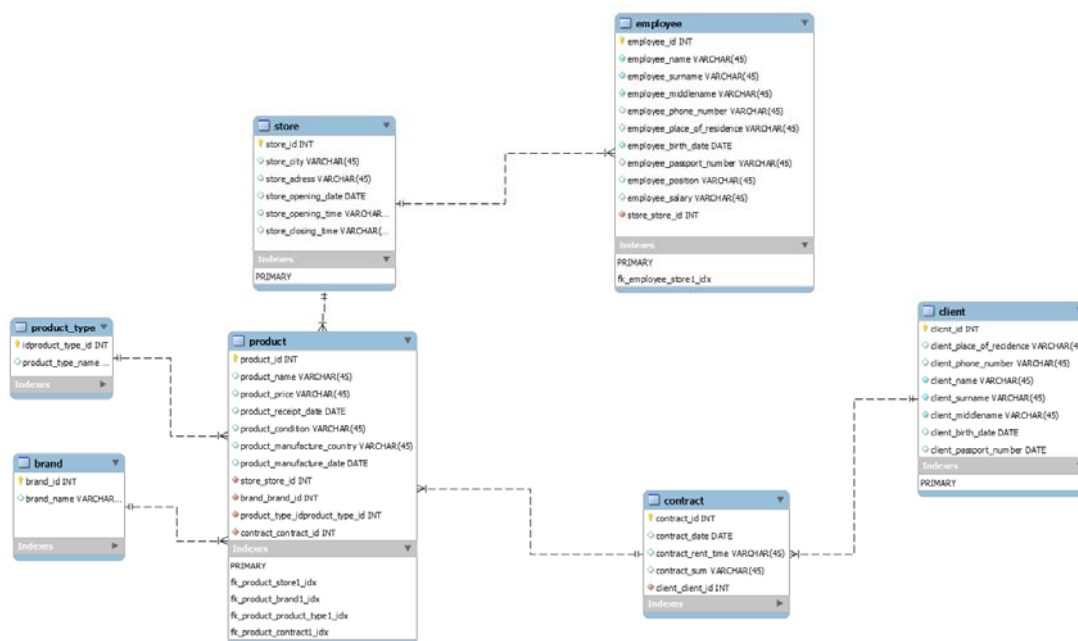 employee
employee_id INT
employee_name VARCHAR(45)
employee_surname VARCHAR(45)
employee_middlename VARCHAR(45)
employee_phone_number VARCHAR(45)
employee_place_of_residence VARCHAR(45)
employee_birth_date DATE
employee_passport_number VARCHAR(45)
employee_position VARCHAR(45)
employee_salary VARCHAR(45)
store_store_id INT
Indexes
PRIMARY
fk_employee_store1_idx
store
store_id INT
store_city VARCHAR(45)
store_adress VARCHAR(45)
store_opening_date DATE
store_opening_time VARCHAR...
store_closing_time VARCHAR(...
Indexes
PRIMARY
product_type
idproduct_type_id INT
product_type_name ...
Indexes
product
product_id INT
product_name VARCHAR(45)
product_price VARCHAR(45)
product_receipt_date DATE
product_condition VARCHAR(45)
product_manufacture_country VARCHAR(45)
product_manufacture_date DATE
store_store_id INT
brand_brand_id INT
product_type_idproduct_type_id INT
contract_contract_id INT
Indexes
PRIMARY
fk_product_store1_idx
fk_product_brand1_idx
fk_product_product_type1_idx
fk_product_contract1_idx
brand
brand_id INT
brand_name VARCHAR...
Indexes
client
client_id INT
client_place_of_recidence VARCHAR(4
client_phone_number VARCHAR(45)
client_name VARCHAR(45)
client_surname VARCHAR(45)
client_middlename VARCHAR(45)
client_birth_date DATE
client_passport_number DATE
Indexes
PRIMARY
contract
contract_id INT
contract_date DATE
contract_rent_time VARCHAR(45)
contract_sum VARCHAR(45)
client_client_id INT
Indexes